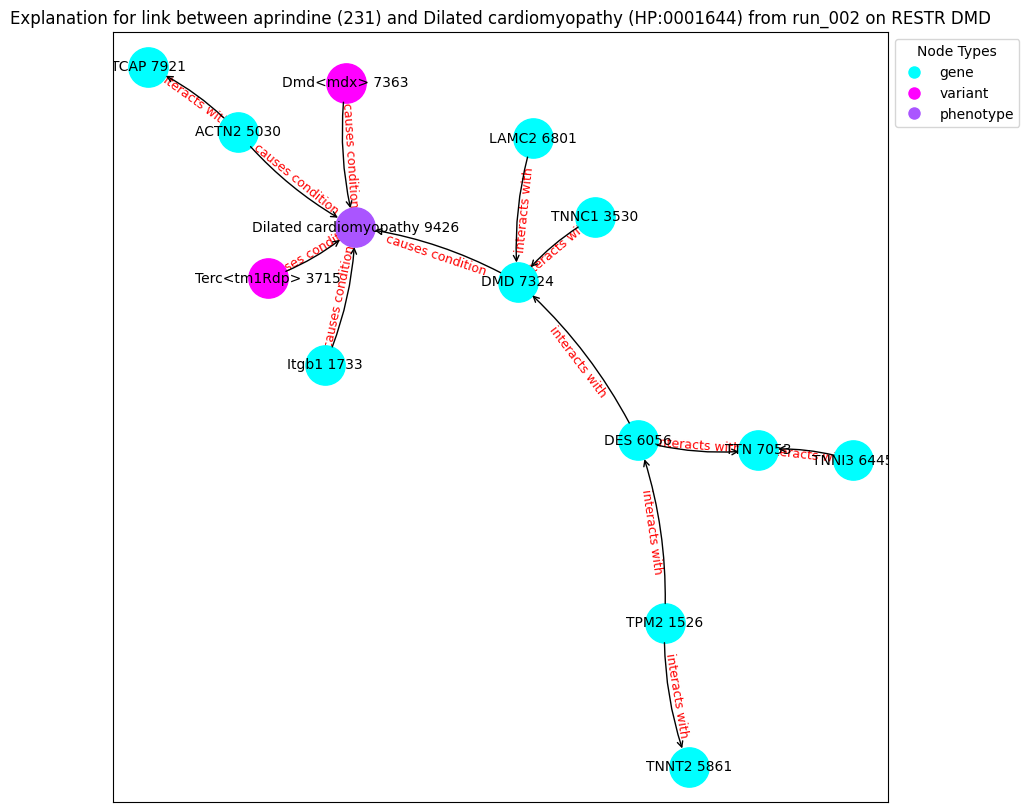 Explanation for link between aprindine (231) and Dilated cardiomyopathy (HP:0001644) from run_002 on RESTR DMD
Node Types
gene
variant
phenotype
TCAP 7921
Dmd<mdx> 7363
interacts with
ACTN2 5030
LAMC2 6801
causes condition
causes condition
interacts with
TNNC1 3530
Dilated cardiomyopathy 9426
causes condition
interacts with
causes condition
Terc<tm1Rdp> 3715
DMD 7324
causes condition
Itgb1 1733
interacts with
DES 6056
interacts with
TTN 7053
interacts with
TNNI3 6445
interacts with
TPM2 1526
interacts with
TNNT2 5861